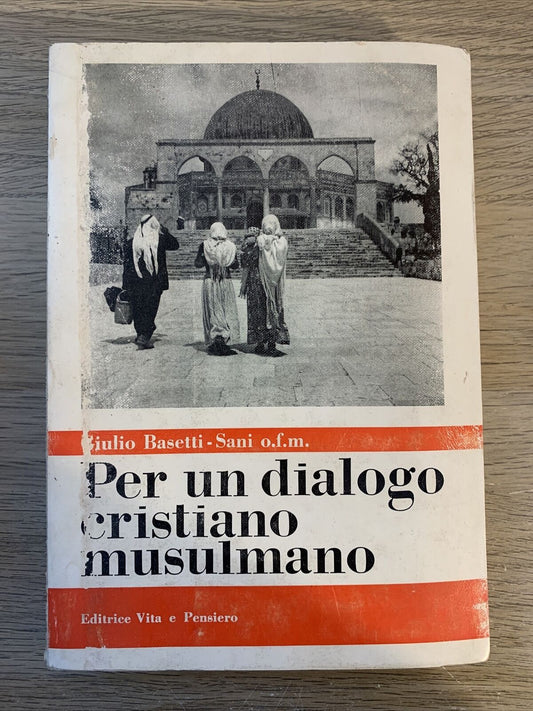 Giulio Basetti-Sani o.f.m.
Per un dialogo
cristiano
musulmano
Editrice Vita e Pensiero